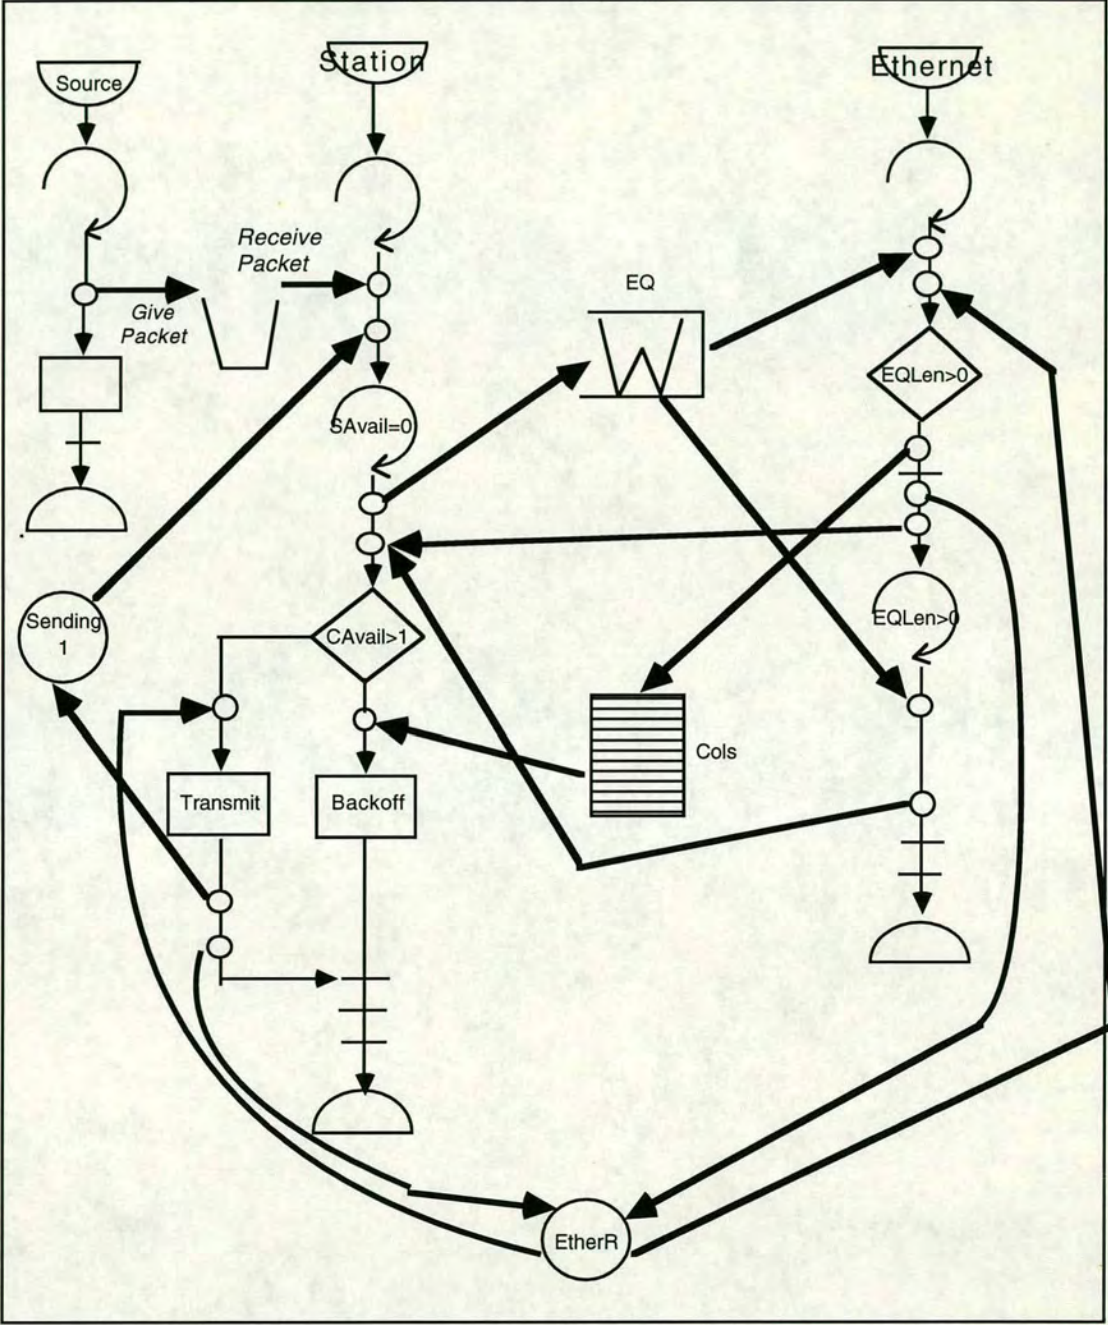 Source
Station
Ethernet
Receive
Packet
Give
Packet
EQ
EQLen>0
SAvail=0
Sending
1
CAvail>1
EQLen>0
Cols
Transmit
Backoff
EtherR